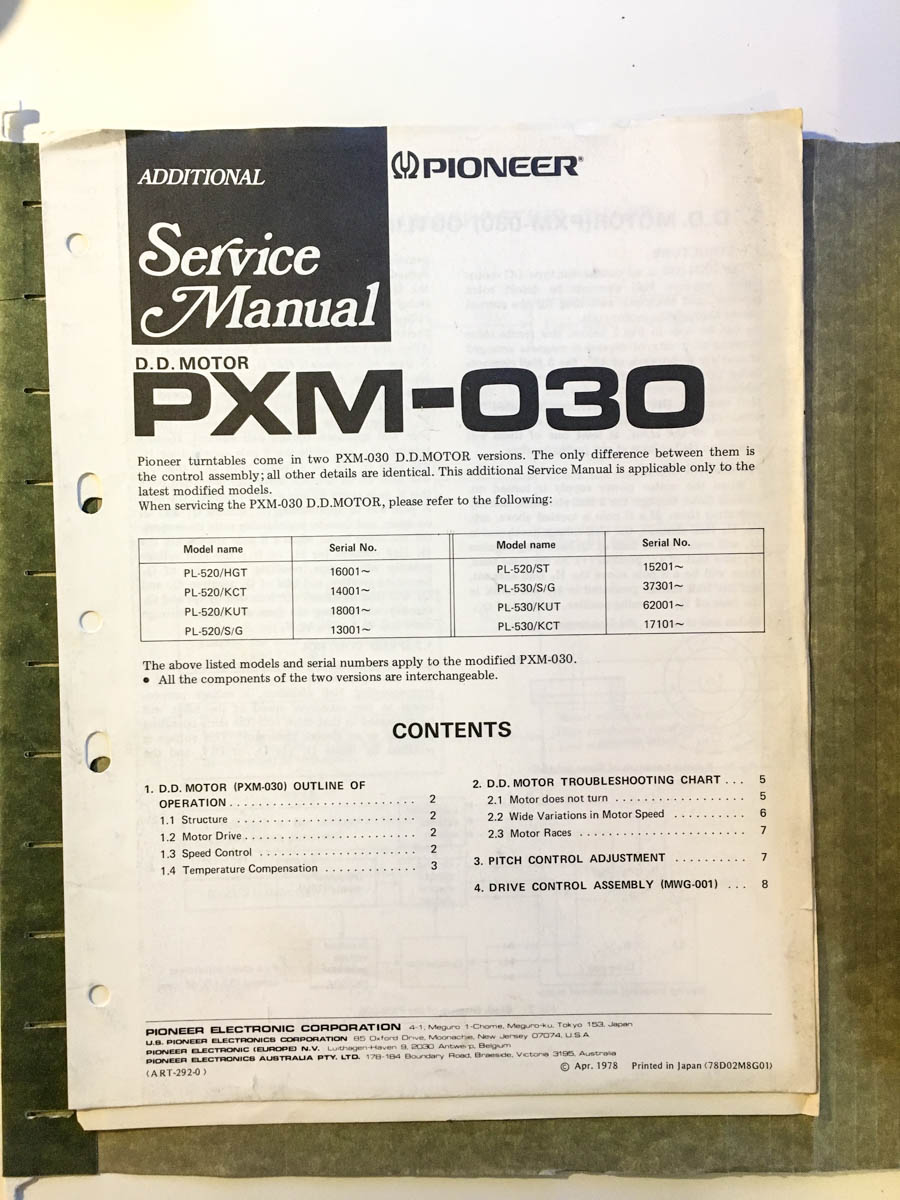 ADDITIONAL
Service
Manual
PIONEER®
D.D. MOTOR
PXM-030
Pioneer turntables come in two PXM-030 D.D.MOTOR versions. The only difference between them is
the control assembly; all other details are identical. This additional Service Manual is applicable only to the
latest modified models.
When servicing the PXM-030 D.D.MOTOR, please refer to the following:
Model name Serial No. Model name Serial No.
PL-520/HGT 16001~ PL-520/ST 15201~
PL-520/KCT 14001~ PL-530/S/G 37301~
PL-520/KUT 18001~ PL-530/KUT 62001~
PL-520/S/G 13001~ PL-530/KCT 17101~
The above listed models and serial numbers apply to the modified PXM-030.
● All the components of the two versions are interchangeable.
CONTENTS
1. D.D. MOTOR (PXM-030) OUTLINE OF
OPERATION . . . . . . . . . . . . . . . . . . . . . . . . . 2
1.1 Structure . . . . . . . . . . . . . . . . . . . . . . . . 2
1.2 Motor Drive . . . . . . . . . . . . . . . . . . . . . . . 2
1.3 Speed Control . . . . . . . . . . . . . . . . . . . . . 2
1.4 Temperature Compensation . . . . . . . . . . . . . 3
2. D.D. MOTOR TROUBLESHOOTING CHART . . . 5
2.1 Motor does not turn . . . . . . . . . . . . . . . . . . 5
2.2 Wide Variations in Motor Speed . . . . . . . . . . 6
2.3 Motor Races . . . . . . . . . . . . . . . . . . . . . . . 7
3. PITCH CONTROL ADJUSTMENT . . . . . . . . . . 7
4. DRIVE CONTROL ASSEMBLY (MWG-001) . . . 8
PIONEER ELECTRONIC CORPORATION 4-1, Meguro 1-Chome, Meguro-ku, Tokyo 153, Japan
U.S. PIONEER ELECTRONICS CORPORATION 85 Oxford Drive, Moonachie, New Jersey 07074, U.S.A
PIONEER ELECTRONIC (EUROPE) N.V. Luithagen-Haven 9, 2030 Antwerp, Belgium
PIONEER ELECTRONICS AUSTRALIA PTY. LTD. 178-184 Boundary Road, Braeside, Victoria 3195, Australia
(ART-292-0) © Apr. 1978 Printed in Japan (78D02M8G01)